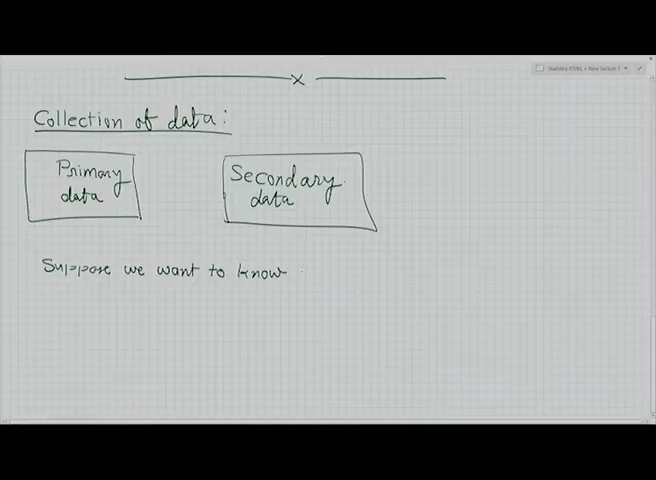 Collection of data:
Primary data
Secondary data
Suppose we want to know